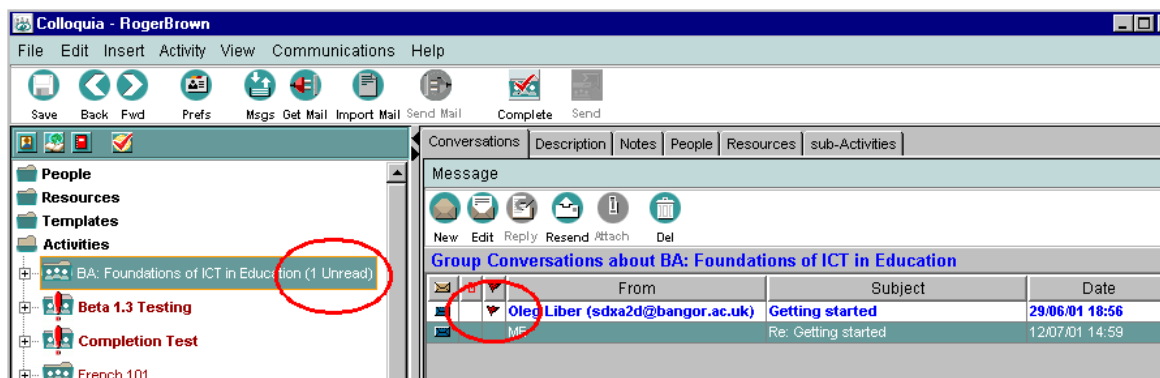 Colloquia - RogerBrown
File Edit Insert Activity View Communications Help
Save Back Fwd Prefs Msgs Get Mail Import Mail Send Mail Complete Send
People
Resources
Templates
Activities
BA: Foundations of ICT in Education (1 Unread)
Beta 1.3 Testing
Completion Test
French 101
Conversations Description Notes People Resources sub-Activities
Message
New Edit Reply Resend Attach Del
Group Conversations about BA: Foundations of ICT in Education
From Subject Date
Oleg Liber (sdxa2d@bangor.ac.uk) Getting started 29/06/01 18:56
ME Re: Getting started 12/07/01 14:59